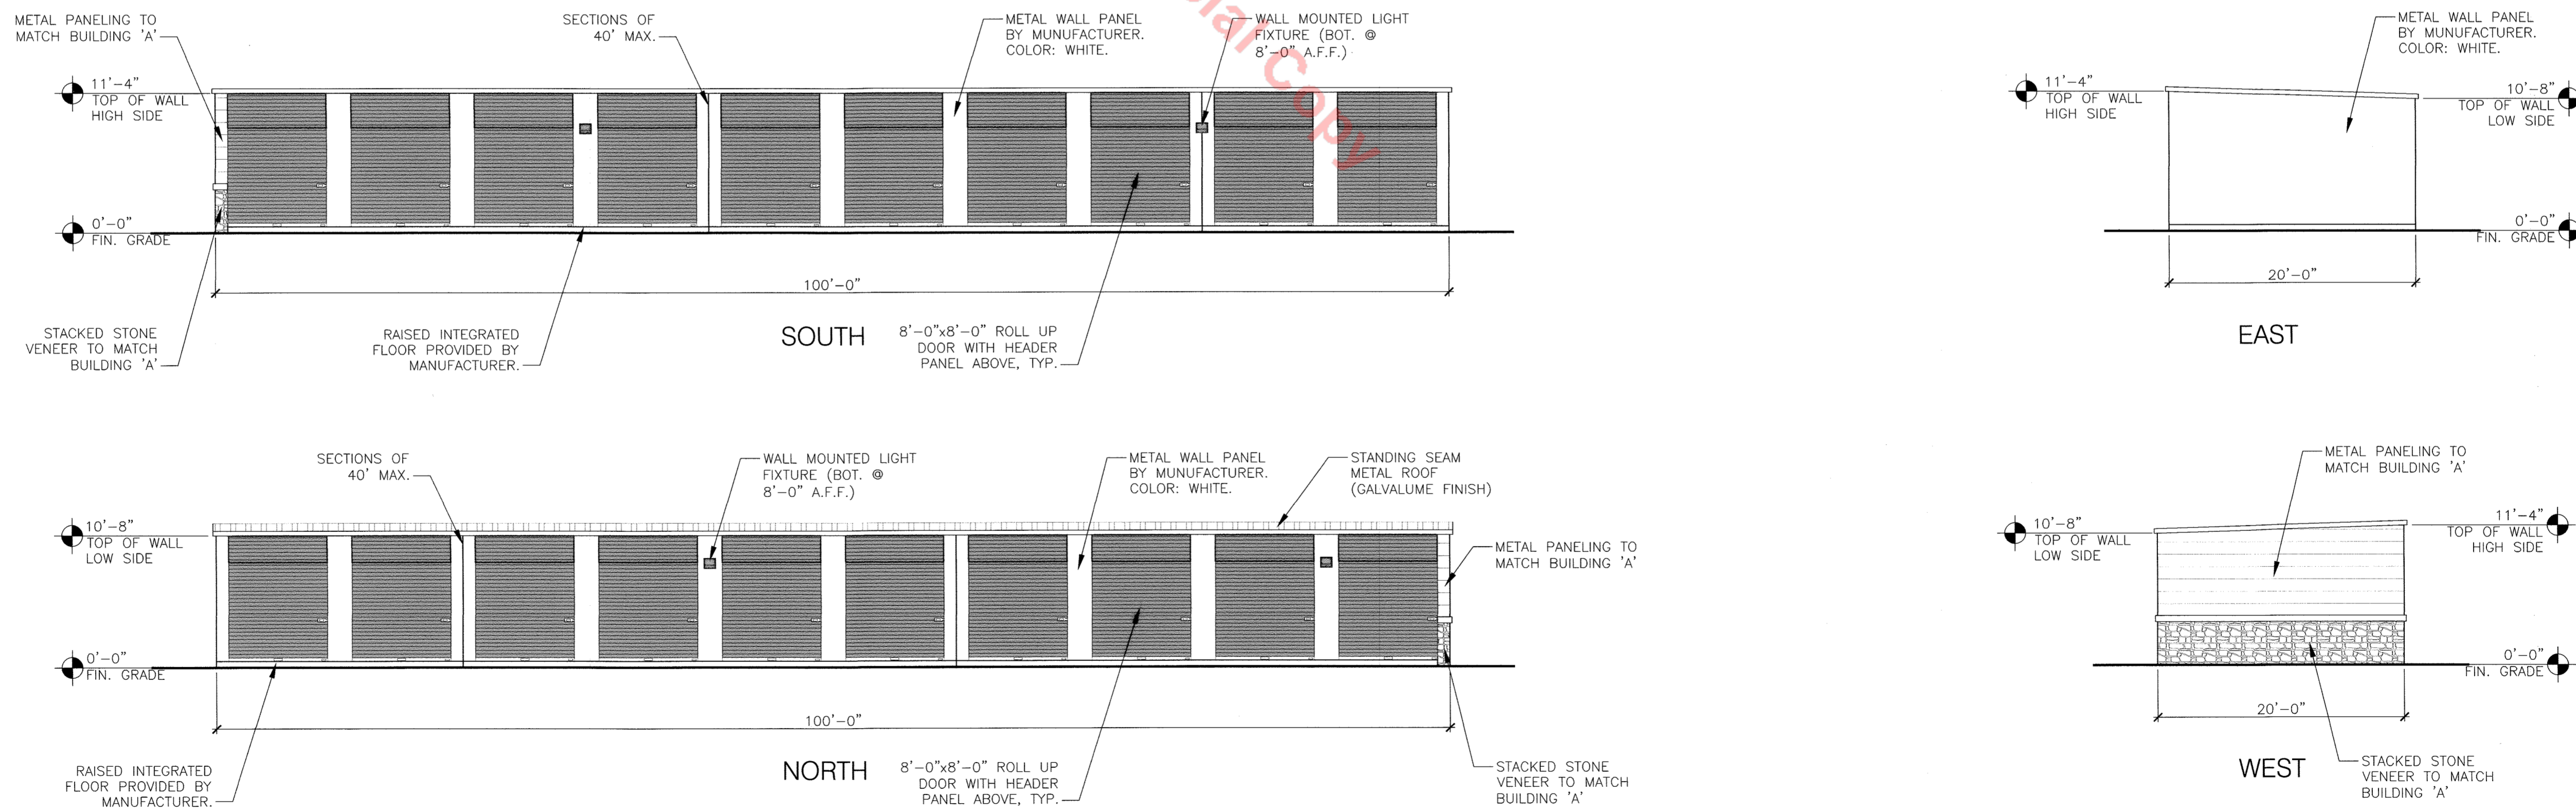 METAL PANELING TO
MATCH BUILDING 'A'
SECTIONS OF
40' MAX.
METAL WALL PANEL
BY MUNUFACTURER.
COLOR: WHITE.
WALL MOUNTED LIGHT
FIXTURE (BOT. @
8'-0" A.F.F.)
11'-4"
TOP OF WALL
HIGH SIDE
0'-0"
FIN. GRADE
100'-0"
STACKED STONE
VENEER TO MATCH
BUILDING 'A'
RAISED INTEGRATED
FLOOR PROVIDED BY
MANUFACTURER.
SOUTH
8'-0"x8'-0" ROLL UP
DOOR WITH HEADER
PANEL ABOVE, TYP.
Copy
METAL WALL PANEL
BY MUNUFACTURER.
COLOR: WHITE.
11'-4"
TOP OF WALL
HIGH SIDE
10'-8"
TOP OF WALL
LOW SIDE
0'-0"
FIN. GRADE
20'-0"
EAST
SECTIONS OF
40' MAX.
WALL MOUNTED LIGHT
FIXTURE (BOT. @
8'-0" A.F.F.)
METAL WALL PANEL
BY MUNUFACTURER.
COLOR: WHITE.
STANDING SEAM
METAL ROOF
(GALVALUME FINISH)
10'-8"
TOP OF WALL
LOW SIDE
METAL PANELING TO
MATCH BUILDING 'A'
0'-0"
FIN. GRADE
100'-0"
RAISED INTEGRATED
FLOOR PROVIDED BY
MANUFACTURER.
NORTH
8'-0"x8'-0" ROLL UP
DOOR WITH HEADER
PANEL ABOVE, TYP.
STACKED STONE
VENEER TO MATCH
BUILDING 'A'
METAL PANELING TO
MATCH BUILDING 'A'
10'-8"
TOP OF WALL
LOW SIDE
11'-4"
TOP OF WALL
HIGH SIDE
0'-0"
FIN. GRADE
20'-0"
WEST
STACKED STONE
VENEER TO MATCH
BUILDING 'A'